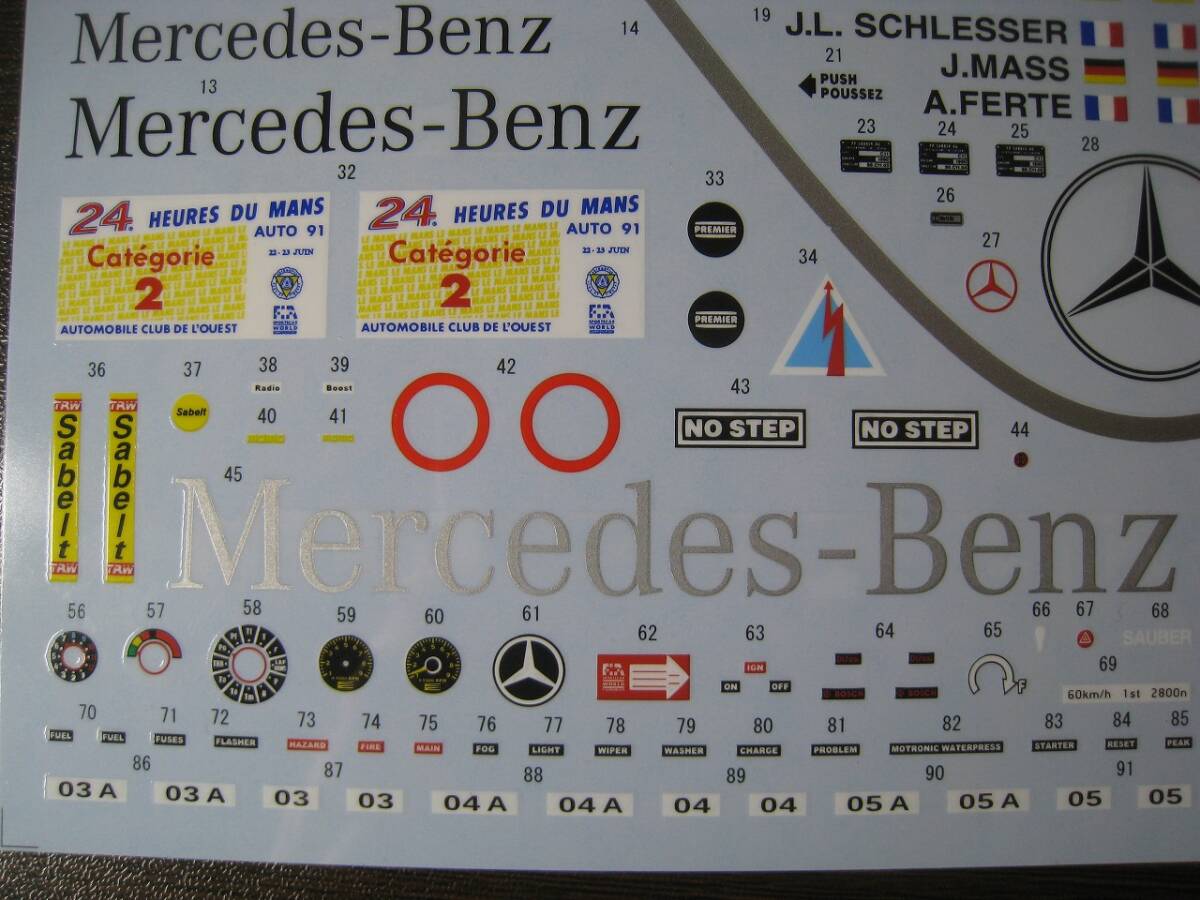 Mercedes-Benz
14
19
J.L. SCHLESSER
13
21
J.MASS
Mercedes-Benz
PUSH
POUSSEZ
A.FERTE
23
24
25
28
32
33
26
24 HEURES DU MANS
AUTO 91
Catégorie
2
22-23 JUIN
FIA
SPORTSCAR
WORLD
AUTOMOBILE CLUB DE L'OUEST
24 HEURES DU MANS
AUTO 91
Catégorie
2
22-23 JUIN
FIA
SPORTSCAR
WORLD
AUTOMOBILE CLUB DE L'OUEST
PREMIER
PREMIER
34
27
36
37
38
39
42
43
44
TRW
Sabelt
TRW
TRW
Sabelt
TRW
Sabelt
Radio
Boost
40
41
NO STEP
NO STEP
45
Mercedes-Benz
56
57
58
59
60
61
62
63
64
65
66
67
68
FIA
WORLD
IGN
ON
OFF
BOSCH
BOSCH
F
SAUBER
69
60km/h 1st 2800n
70
71
72
73
74
75
76
77
78
79
80
81
82
83
84
85
FUEL
FUEL
FUSES
FLASHER
HAZARD
FIRE
MAIN
FOG
LIGHT
WIPER
WASHER
CHARGE
PROBLEM
MOTRONIC WATERPRESS
STARTER
RESET
PEAK
86
87
88
89
90
91
03 A
03 A
03
03
04 A
04 A
04
04
05 A
05 A
05
05